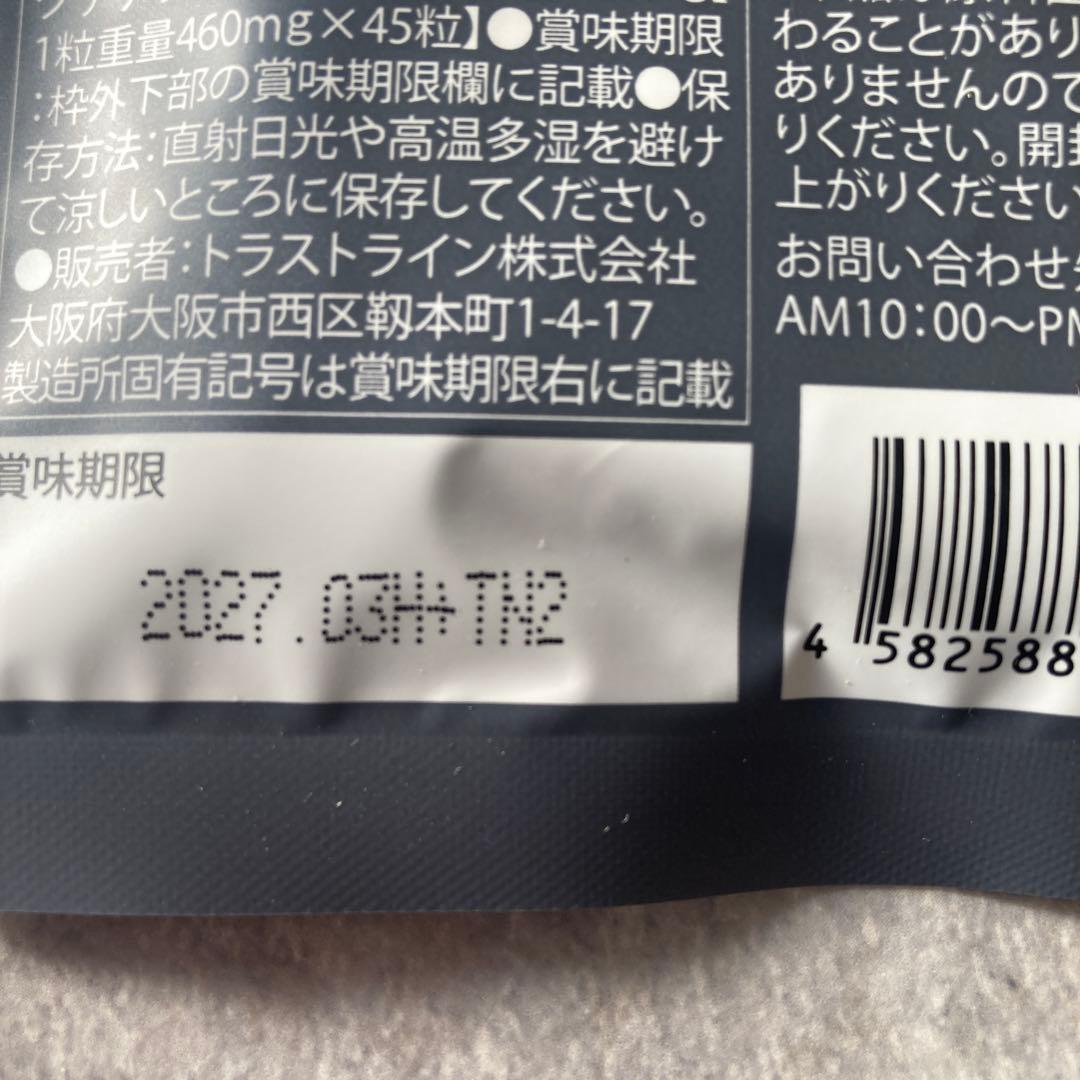 1粒重量460mg×45粒】●賞味期限
:枠外下部の賞味期限欄に記載●保
存方法:直射日光や高温多湿を避け
て涼しいところに保存してください。
●販売者:トラストライン株式会社
大阪府大阪市西区靱本町1-4-17
製造所固有記号は賞味期限右に記載
賞味期限
2027.03
わることがあり
ありませんので
りください。開封
上がりください
お問い合わせ先
AM10:00〜PM
4 582588